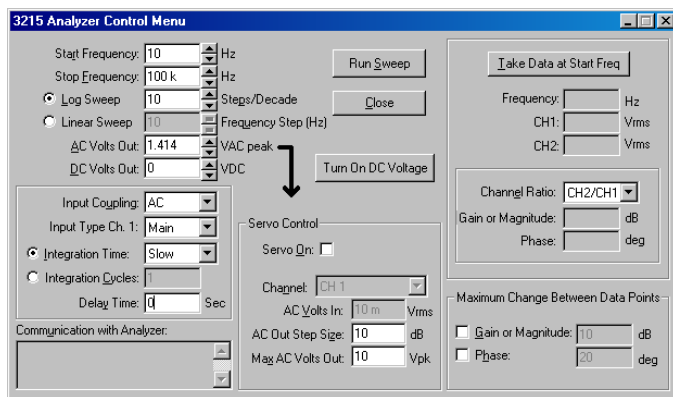 3215 Analyzer Control Menu
Start Frequency: 10 Hz
Stop Frequency: 100 k Hz
Log Sweep 10 Steps/Decade
Linear Sweep 10 Frequency Step (Hz)
AC Volts Out: 1.414 VAC peak
DC Volts Out: 0 VDC
Run Sweep
Close
Turn On DC Voltage
Input Coupling: AC
Input Type Ch. 1: Main
Integration Time: Slow
Integration Cycles: 1
Delay Time: 0 Sec
Communication with Analyzer:
Servo Control
Servo On:
Channel: CH 1
AC Volts In: 10 m Vrms
AC Out Step Size: 10 dB
Max AC Volts Out: 10 Vpk
Take Data at Start Freq
Frequency: Hz
CH1: Vrms
CH2: Vrms
Channel Ratio: CH2/CH1
Gain or Magnitude: dB
Phase: deg
Maximum Change Between Data Points
Gain or Magnitude: 10 dB
Phase: 20 deg